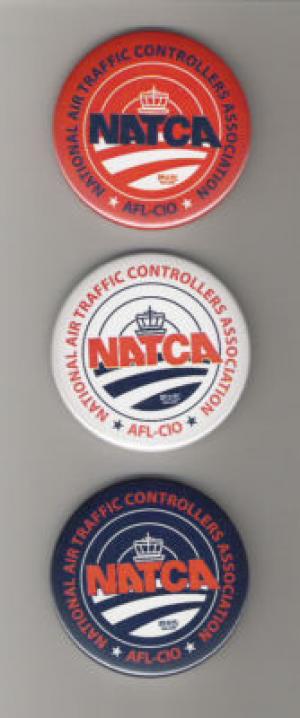 NATIONAL AIR TRAFFIC CONTROLLERS ASSOCIATION
NATCA
★ AFL-CIO ★
NATIONAL AIR TRAFFIC CONTROLLERS ASSOCIATION
NATCA
★ AFL-CIO ★
NATIONAL AIR TRAFFIC CONTROLLERS ASSOCIATION
NATCA
★ AFL-CIO ★